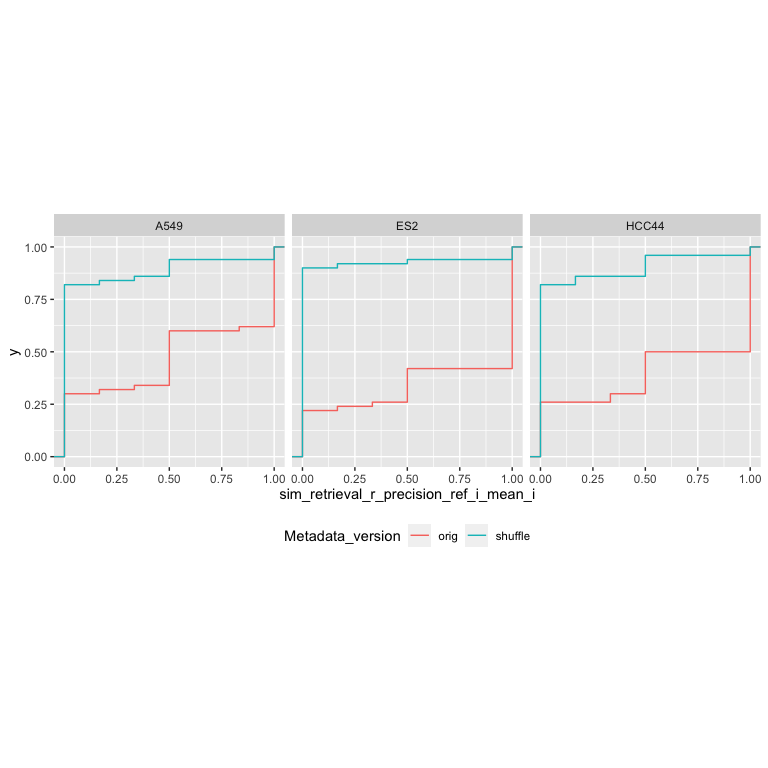 A549 ES2 HCC44
1.00
0.75
0.50
0.25
0.00
y
0.00 0.25 0.50 0.75 1.00 0.00 0.25 0.50 0.75 1.00 0.00 0.25 0.50 0.75 1.00
sim_retrieval_r_precision_ref_i_mean_i
Metadata_version orig shuffle